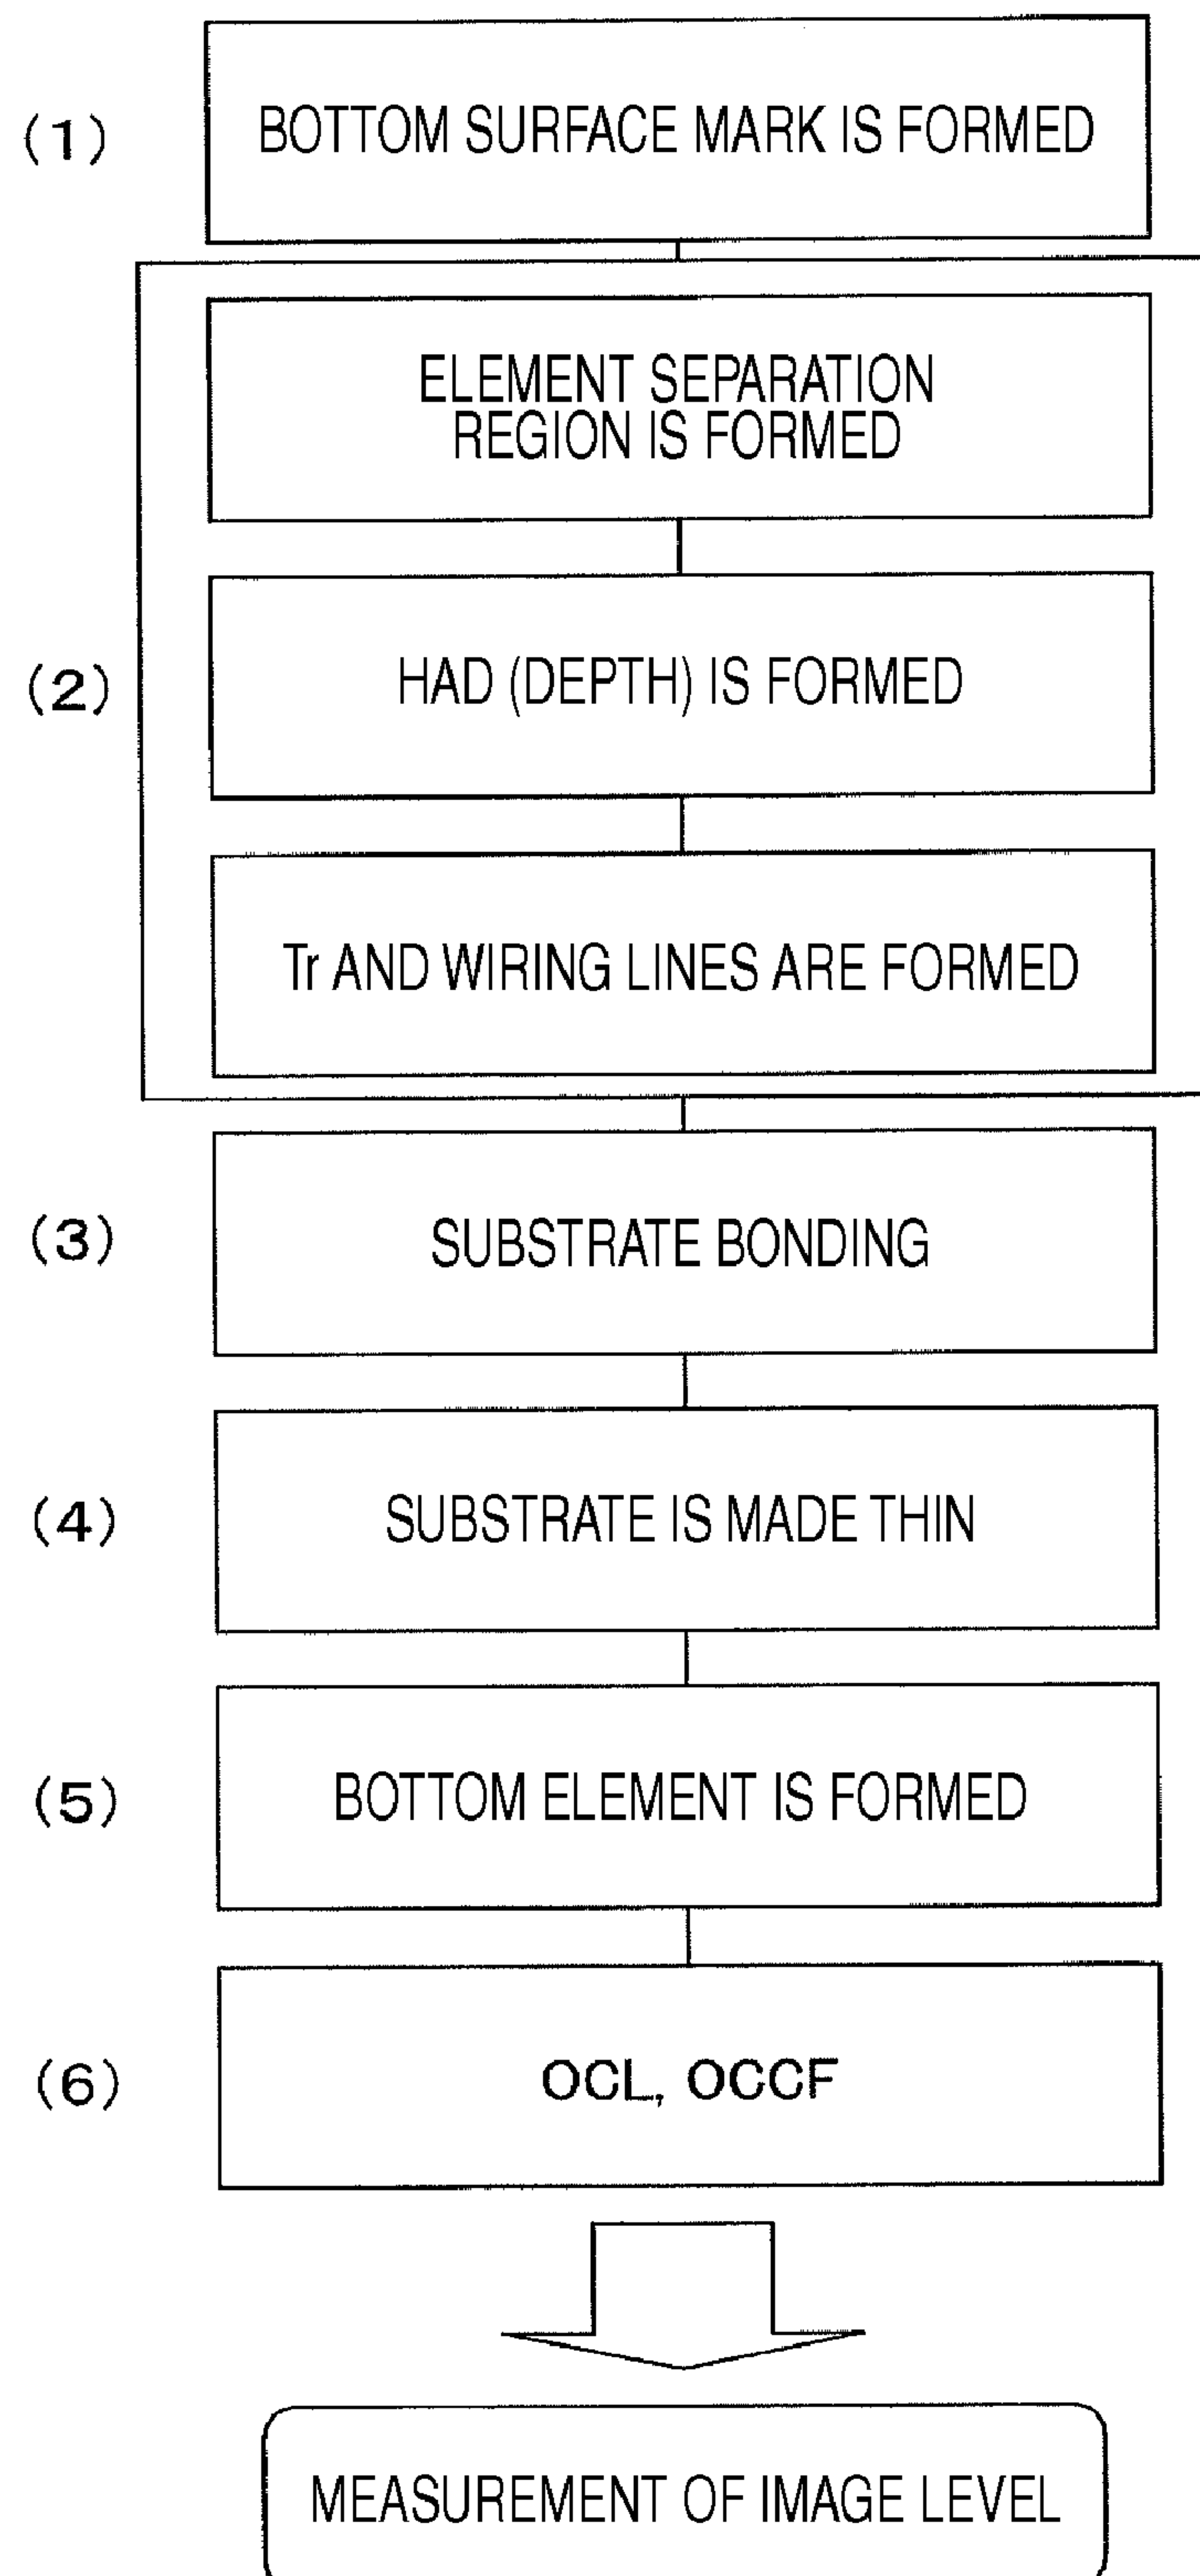 (1) BOTTOM SURFACE MARK IS FORMED
ELEMENT SEPARATION
REGION IS FORMED
(2) HAD (DEPTH) IS FORMED
Tr AND WIRING LINES ARE FORMED
(3) SUBSTRATE BONDING
(4) SUBSTRATE IS MADE THIN
(5) BOTTOM ELEMENT IS FORMED
(6) OCL, OCCF
MEASUREMENT OF IMAGE LEVEL